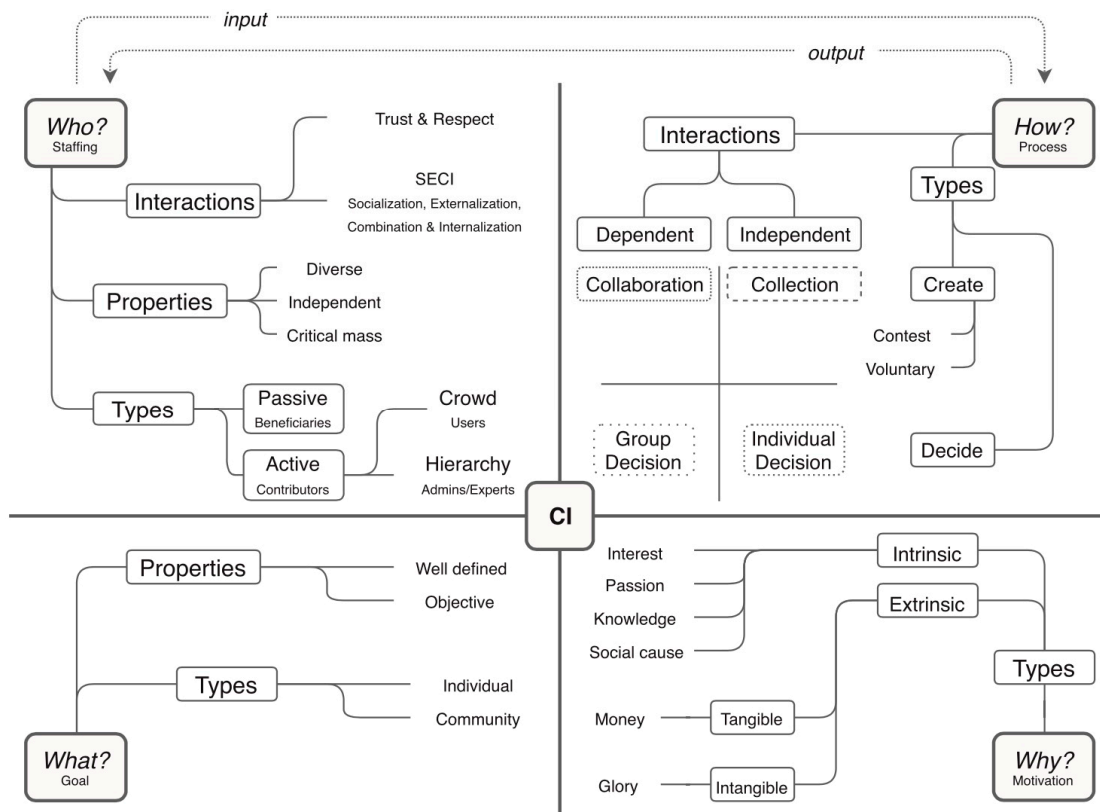 input
output
Who?
Staffing
Trust & Respect
Interactions
SECI
Socialization, Externalization,
Combination & Internalization
Properties
Diverse
Independent
Critical mass
Types
Passive
Beneficiaries
Active
Contributors
Crowd
Users
Hierarchy
Admins/Experts
How?
Process
Interactions
Types
Dependent
Independent
Collaboration
Collection
Create
Contest
Voluntary
Group
Decision
Individual
Decision
Decide
CI
Properties
Well defined
Objective
Types
Individual
Community
What?
Goal
Interest
Passion
Knowledge
Social cause
Intrinsic
Extrinsic
Types
Money
Tangible
Glory
Intangible
Why?
Motivation